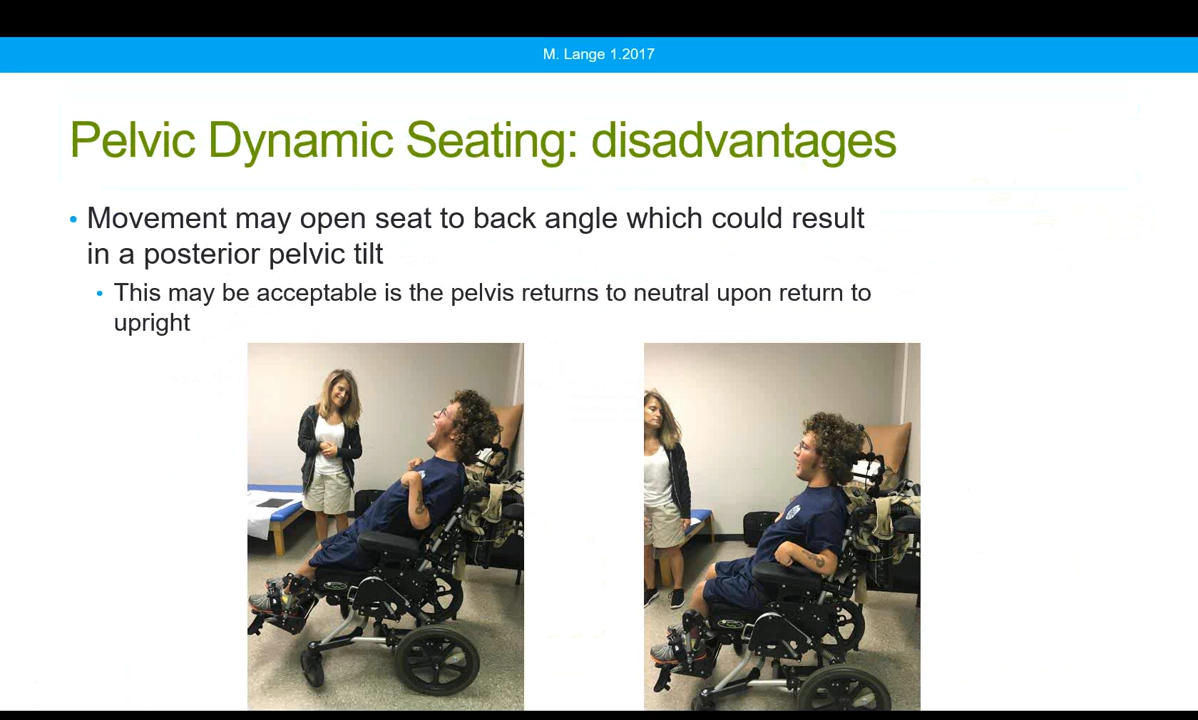 M. Lange 1.2017
Pelvic Dynamic Seating: disadvantages
• Movement may open seat to back angle which could result
in a posterior pelvic tilt
• This may be acceptable is the pelvis returns to neutral upon return to
upright